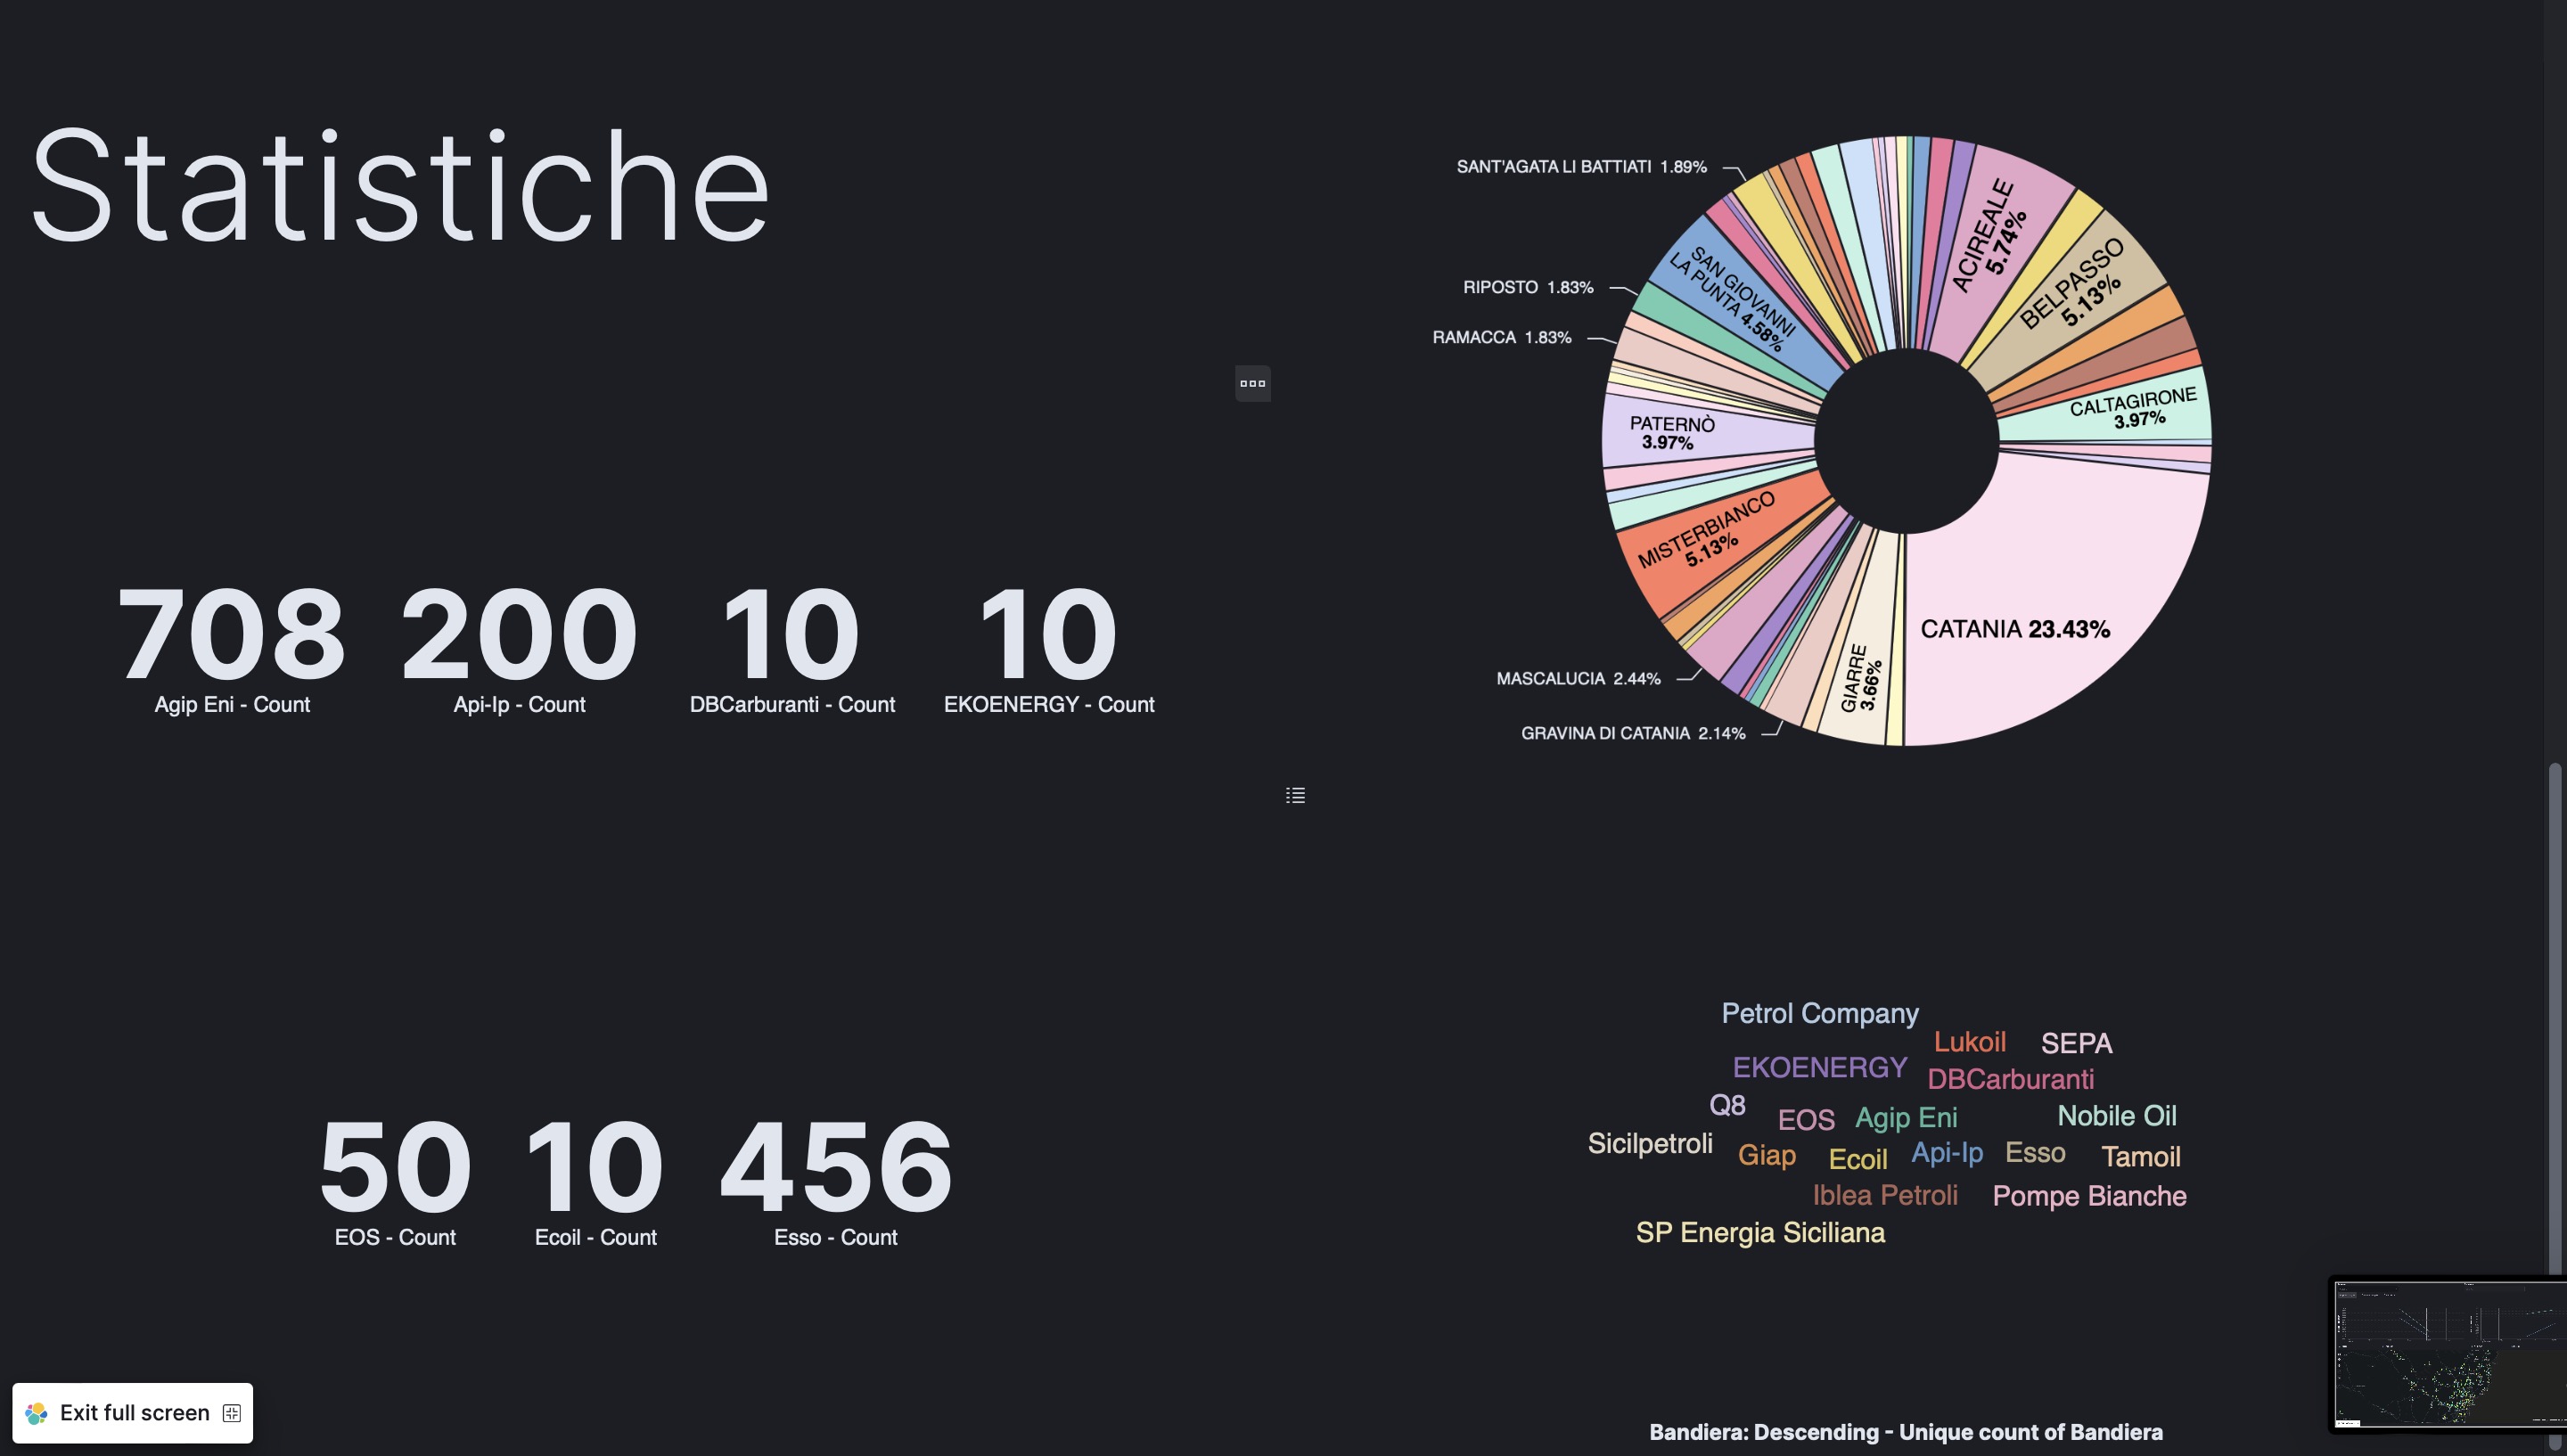 Statistiche
708
Agip Eni - Count
200
Api-Ip - Count
10
DBCarburanti - Count
10
EKOENERGY - Count
50
EOS - Count
10
Ecoil - Count
456
Esso - Count
SANT'AGATA LI BATTIATI 1.89%
RIPOSTO 1.83%
RAMACCA 1.83%
MASCALUCIA 2.44%
GRAVINA DI CATANIA 2.14%
ACIREALE
5.74%
BELPASSO
5.13%
CALTAGIRONE
3.97%
CATANIA 23.43%
GIARRE
3.66%
MISTERBIANCO
5.13%
PATERNÒ
3.97%
SAN GIOVANNI
LA PUNTA 4.58%
Petrol Company
Lukoil SEPA
EKOENERGY
DBCarburanti
Q8
EOS Agip Eni Nobile Oil
Sicilpetroli
Giap Ecoil Api-Ip Esso Tamoil
Iblea Petroli Pompe Bianche
SP Energia Siciliana
Bandiera: Descending - Unique count of Bandiera
Exit full screen